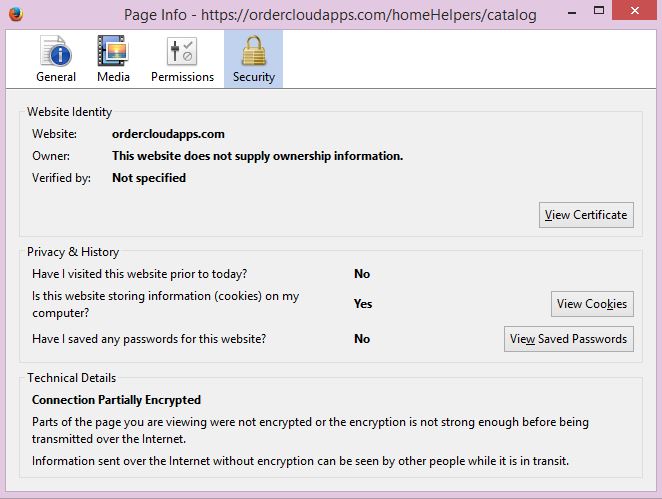 Page Info - https://ordercloudapps.com/homeHelpers/catalog
General Media Permissions Security
Website Identity
Website: ordercloudapps.com
Owner: This website does not supply ownership information.
Verified by: Not specified
View Certificate
Privacy & History
Have I visited this website prior to today? No
Is this website storing information (cookies) on my
computer? Yes View Cookies
Have I saved any passwords for this website? No View Saved Passwords
Technical Details
Connection Partially Encrypted
Parts of the page you are viewing were not encrypted or the encryption is not strong enough before being
transmitted over the Internet.
Information sent over the Internet without encryption can be seen by other people while it is in transit.